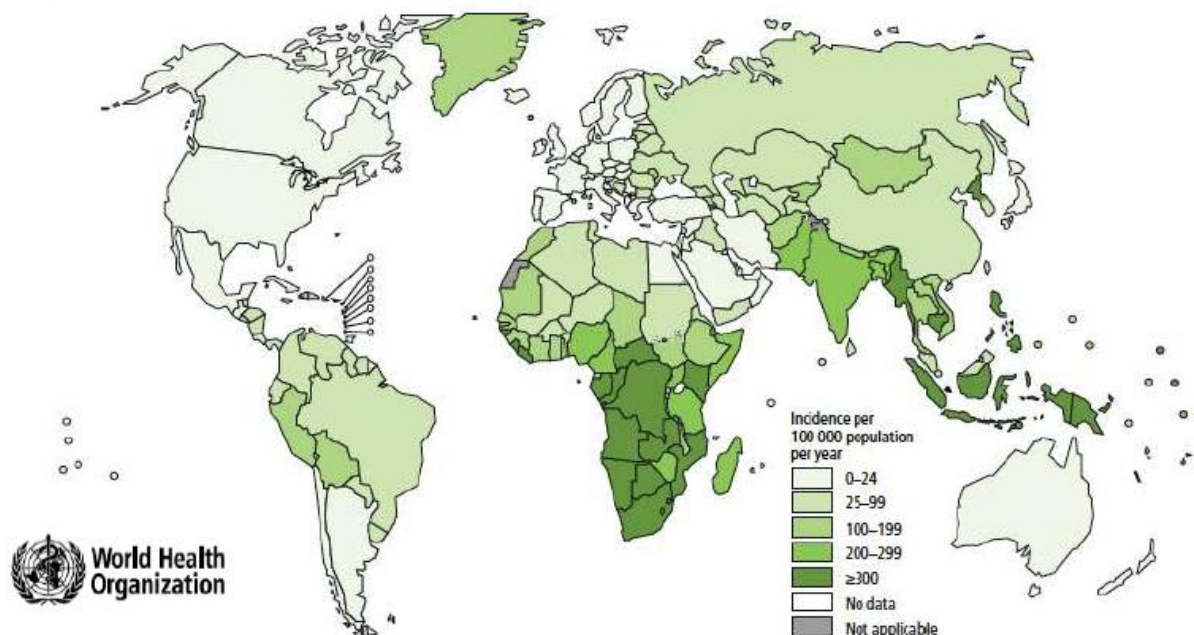 Incidence per
100 000 population
per year
0–24
25–99
100–199
200–299
≥300
No data
Not applicable
World Health
Organization